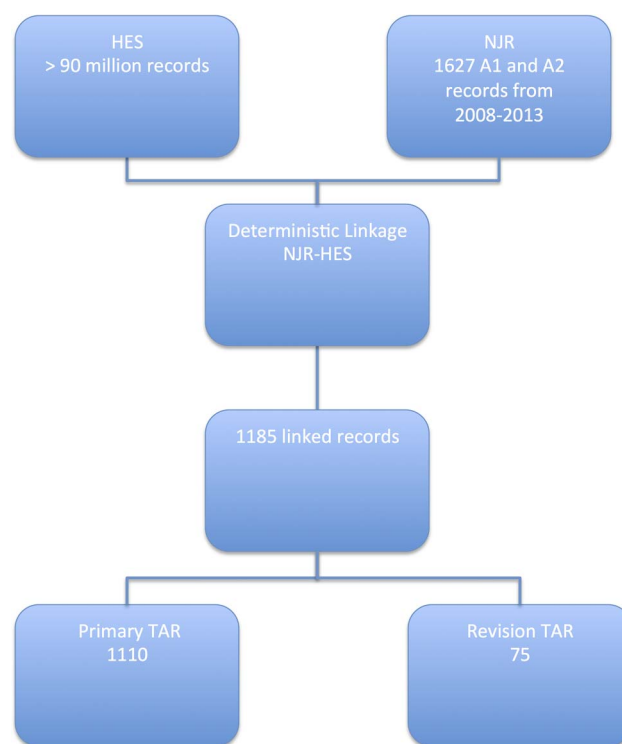 HES
> 90 million records
NJR
1627 A1 and A2
records from
2008-2013
Deterministic Linkage
NJR-HES
1185 linked records
Primary TAR
1110
Revision TAR
75